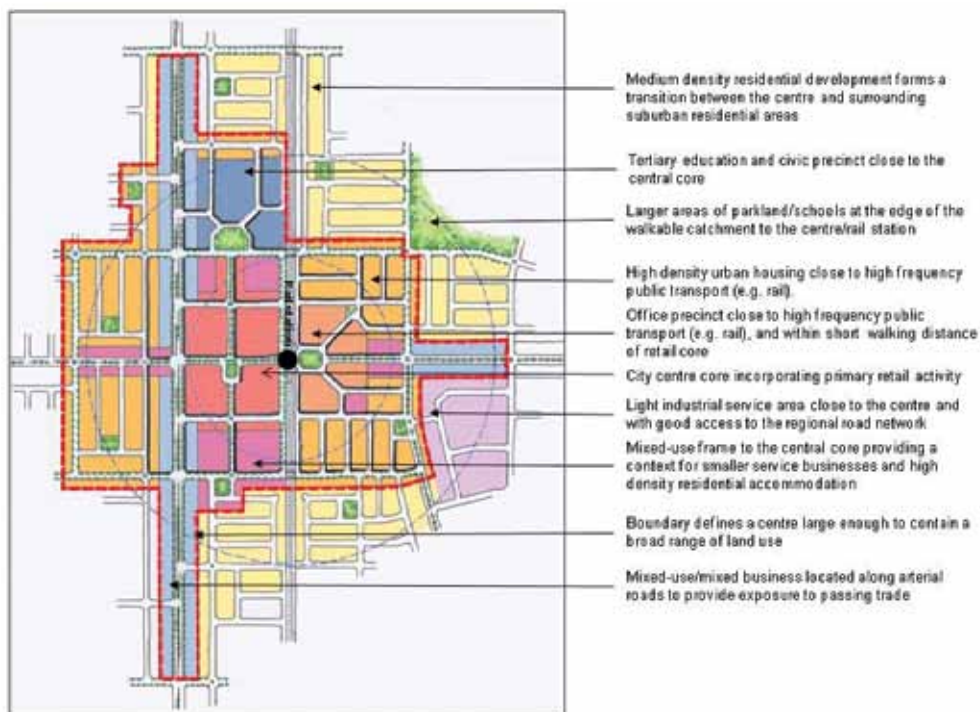 Medium density residential development forms a
transition between the centre and surrounding
suburban residential areas
Tertiary education and civic precinct close to the
central core
Larger areas of parkland/schools at the edge of the
walkable catchment to the centre/rail station
High density urban housing close to high frequency
public transport (e.g. rail).
Office precinct close to high frequency public
transport (e.g. rail), and within short walking distance
of retail core
City centre core incorporating primary retail activity
Light industrial service area close to the centre and
with good access to the regional road network
Mixed-use frame to the central core providing a
context for smaller service businesses and high
density residential accommodation
Boundary defines a centre large enough to contain a
broad range of land use
Mixed-use/mixed business located along arterial
roads to provide exposure to passing trade
Rail station